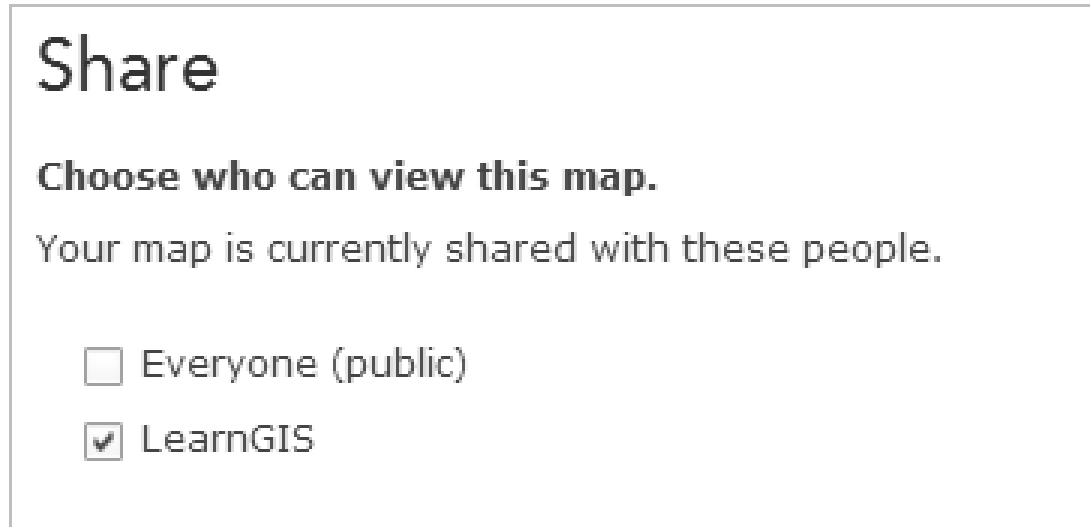 Share
Choose who can view this map.
Your map is currently shared with these people.
Everyone (public)
LearnGIS